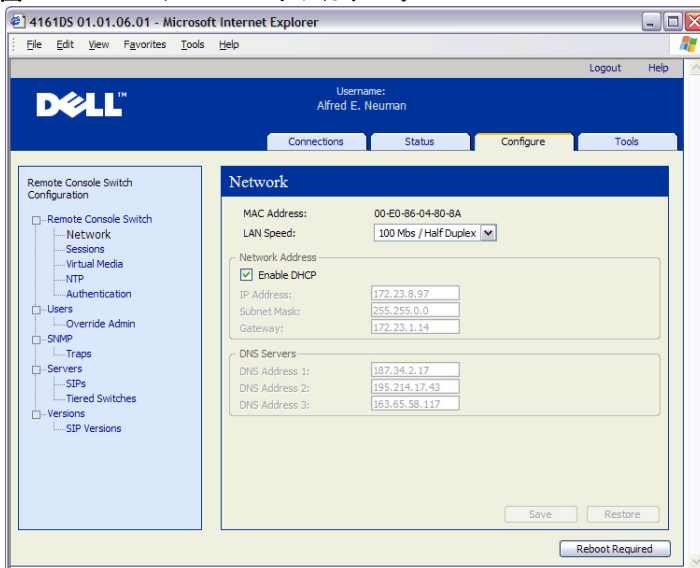 4161DS 01.01.06.01 - Microsoft Internet Explorer
File Edit View Favorites Tools Help
Logout Help
DELL™
Username:
Alfred E. Neuman
Connections Status Configure Tools
Remote Console Switch
Configuration
Remote Console Switch
Network
Sessions
Virtual Media
NTP
Authentication
Users
Override Admin
SNMP
Traps
Servers
SIPs
Tiered Switches
Versions
SIP Versions
Network
MAC Address: 00-E0-86-04-80-8A
LAN Speed: 100 Mbs / Half Duplex
Network Address
Enable DHCP
IP Address: 172.23.8.97
Subnet Mask: 255.255.0.0
Gateway: 172.23.1.14
DNS Servers
DNS Address 1: 187.34.2.17
DNS Address 2: 195.214.17.43
DNS Address 3: 163.65.58.117
Save Restore
Reboot Required